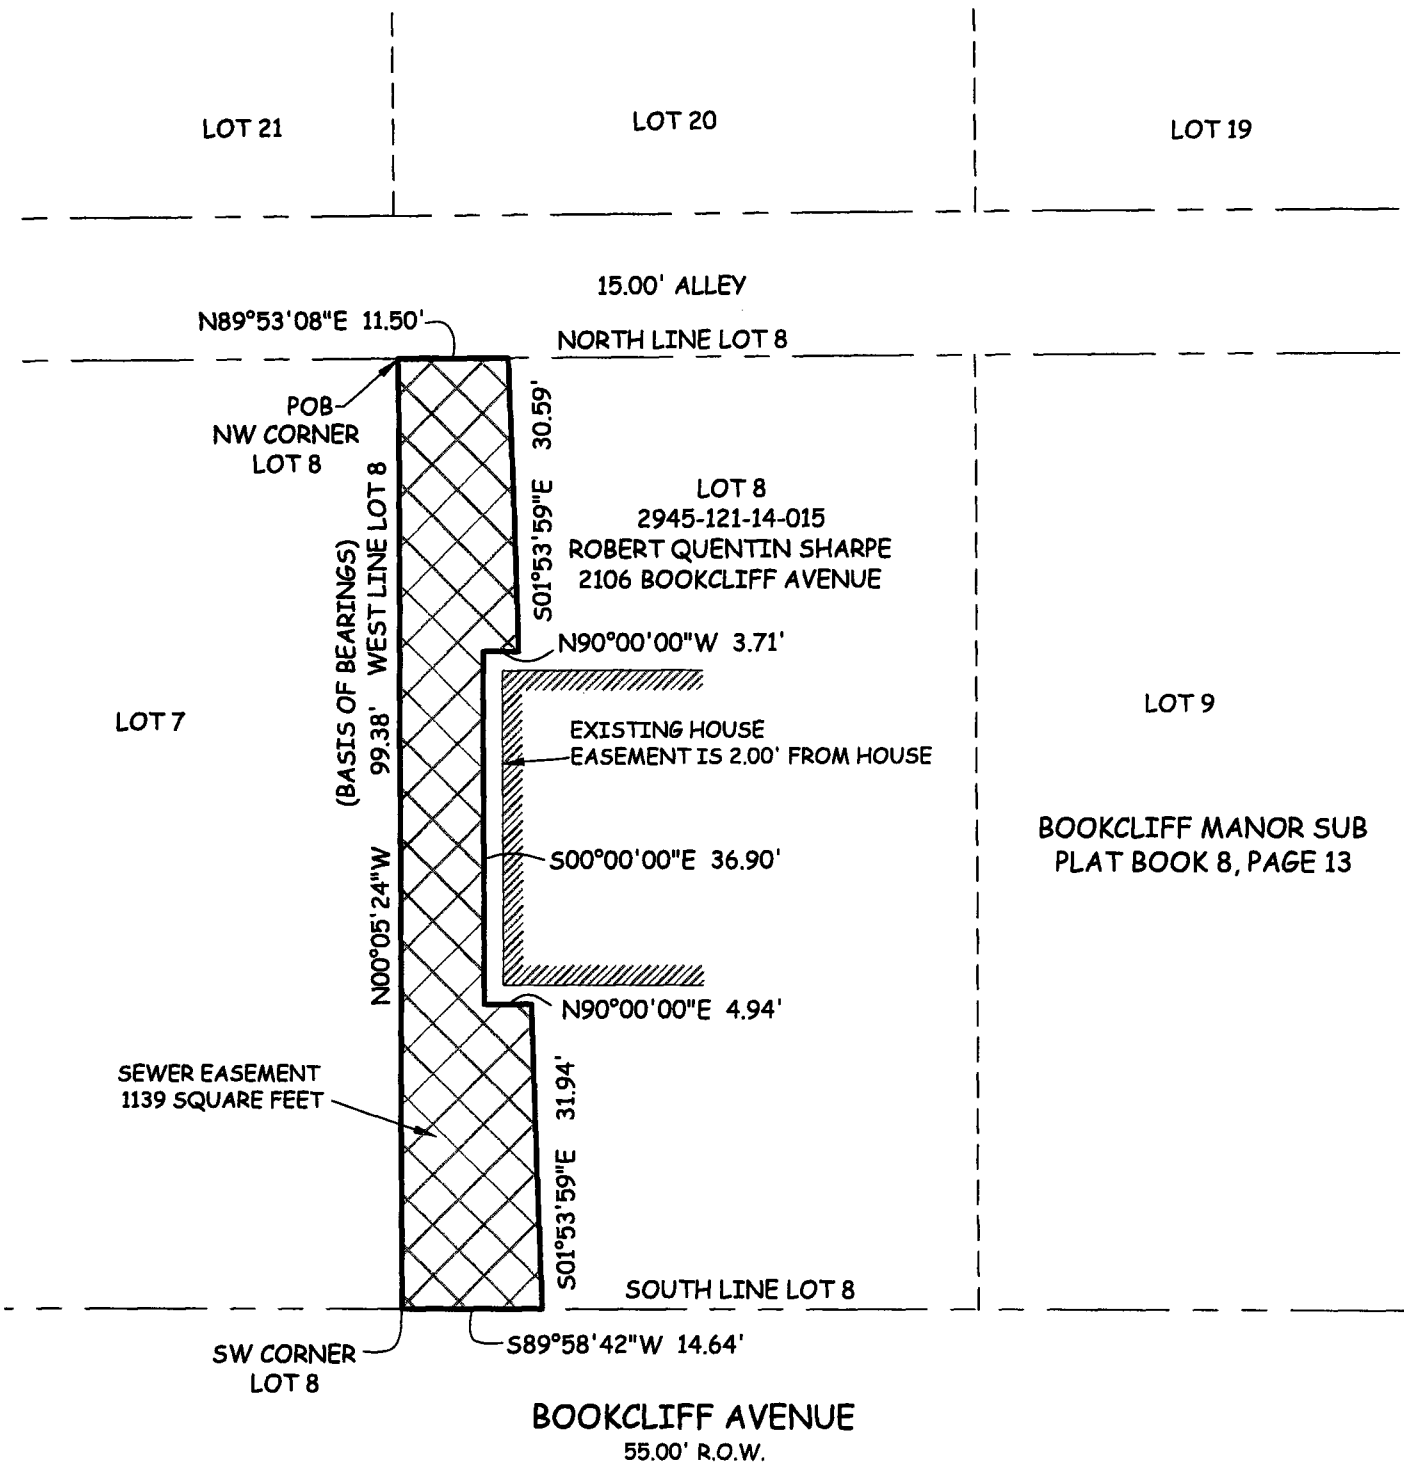 LOT 21
LOT 20
LOT 19
15.00' ALLEY
N89°53'08"E 11.50'
NORTH LINE LOT 8
POB
NW CORNER
LOT 8
S01°53'59"E 30.59'
LOT 8
2945-121-14-015
ROBERT QUENTIN SHARPE
2106 BOOKCLIFF AVENUE
(BASIS OF BEARINGS)
N00°05'24"W 99.38' WEST LINE LOT 8
N90°00'00"W 3.71'
LOT 7
LOT 9
EXISTING HOUSE
EASEMENT IS 2.00' FROM HOUSE
BOOKCLIFF MANOR SUB
PLAT BOOK 8, PAGE 13
S00°00'00"E 36.90'
N90°00'00"E 4.94'
SEWER EASEMENT
1139 SQUARE FEET
S01°53'59"E 31.94'
SOUTH LINE LOT 8
SW CORNER
LOT 8
S89°58'42"W 14.64'
BOOKCLIFF AVENUE
55.00' R.O.W.